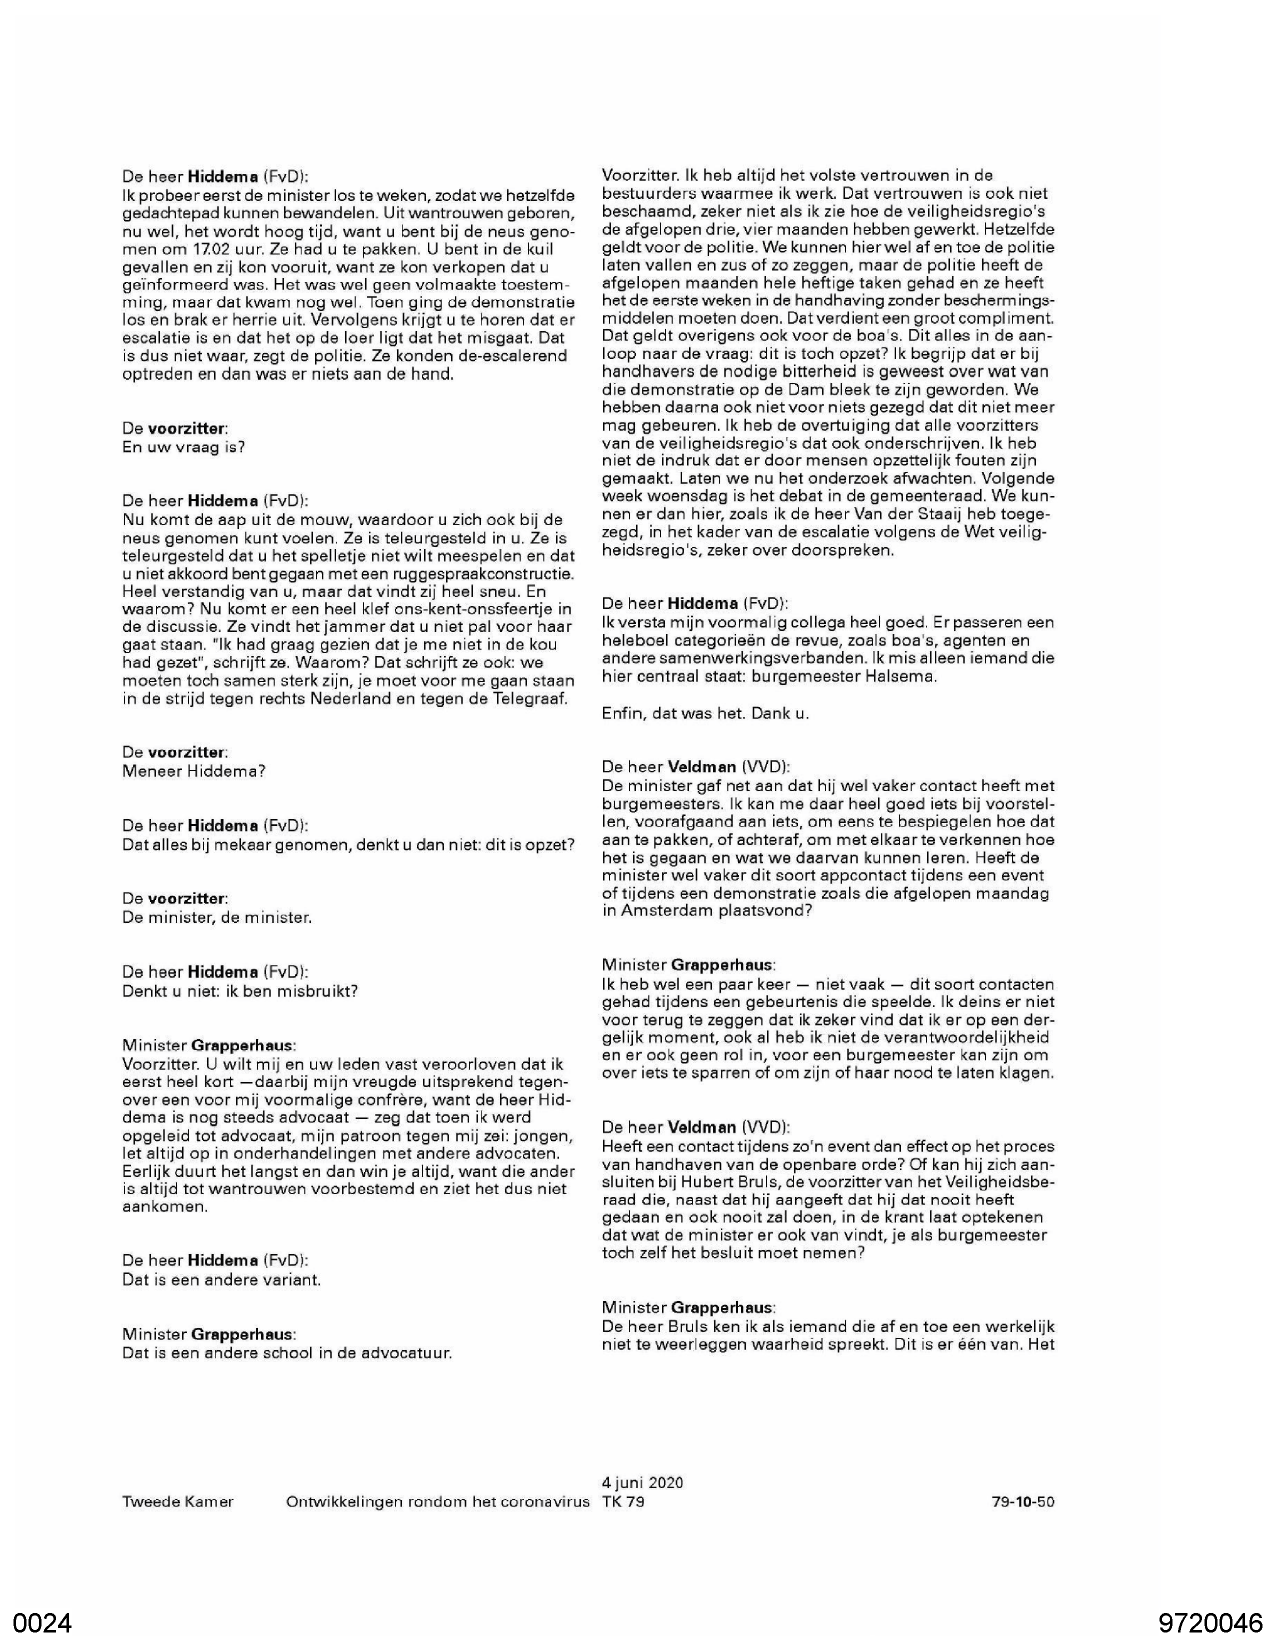 De heer Hiddema (FvD):
Ik probeer eerst de minister los te weken, zodat we hetzelfde
gedachtepad kunnen bewandelen. Uit wantrouwen geboren,
nu wel, het wordt hoog tijd, want u bent bij de neus geno-
men om 17.02 uur. Ze had u te pakken. U bent in de kuil
gevallen en zij kon vooruit, want ze kon verkopen dat u
geïnformeerd was. Het was wel geen volmaakte toestem-
ming, maar dat kwam nog wel. Toen ging de demonstratie
los en brak er herrie uit. Vervolgens krijgt u te horen dat er
escalatie is en dat het op de loer ligt dat het misgaat. Dat
is dus niet waar, zegt de politie. Ze konden de-escalerend
optreden en dan was er niets aan de hand.
De voorzitter:
En uw vraag is?
De heer Hiddema (FvD):
Nu komt de aap uit de mouw, waardoor u zich ook bij de
neus genomen kunt voelen. Ze is teleurgesteld in u. Ze is
teleurgesteld dat u het spelletje niet wilt meespelen en dat
u niet akkoord bent gegaan met een ruggespraakconstructie.
Heel verstandig van u, maar dat vindt zij heel sneu. En
waarom? Nu komt er een heel klef ons-kent-onssfeertje in
de discussie. Ze vindt het jammer dat u niet pal voor haar
gaat staan. "Ik had graag gezien dat je me niet in de kou
had gezet", schrijft ze. Waarom? Dat schrijft ze ook: we
moeten toch samen sterk zijn, je moet voor me gaan staan
in de strijd tegen rechts Nederland en tegen de Telegraaf.
De voorzitter:
Meneer Hiddema?
De heer Hiddema (FvD):
Dat alles bij mekaar genomen, denkt u dan niet: dit is opzet?
De voorzitter:
De minister, de minister.
De heer Hiddema (FvD):
Denkt u niet: ik ben misbruikt?
Minister Grapperhaus:
Voorzitter. U wilt mij en uw leden vast veroorloven dat ik
eerst heel kort —daarbij mijn vreugde uitsprekend tegen-
over een voor mij voormalige confrère, want de heer Hid-
dema is nog steeds advocaat — zeg dat toen ik werd
opgeleid tot advocaat, mijn patroon tegen mij zei: jongen,
let altijd op in onderhandelingen met andere advocaten.
Eerlijk duurt het langst en dan win je altijd, want die ander
is altijd tot wantrouwen voorbestemd en ziet het dus niet
aankomen.
De heer Hiddema (FvD):
Dat is een andere variant.
Minister Grapperhaus:
Dat is een andere school in de advocatuur.
Voorzitter. Ik heb altijd het volste vertrouwen in de
bestuurders waarmee ik werk. Dat vertrouwen is ook niet
beschaamd, zeker niet als ik zie hoe de veiligheidsregio's
de afgelopen drie, vier maanden hebben gewerkt. Hetzelfde
geldt voor de politie. We kunnen hier wel af en toe de politie
laten vallen en zus of zo zeggen, maar de politie heeft de
afgelopen maanden hele heftige taken gehad en ze heeft
het de eerste weken in de handhaving zonder beschermings-
middelen moeten doen. Dat verdient een groot compliment.
Dat geldt overigens ook voor de boa's. Dit alles in de aan-
loop naar de vraag: dit is toch opzet? Ik begrijp dat er bij
handhavers de nodige bitterheid is geweest over wat van
die demonstratie op de Dam bleek te zijn geworden. We
hebben daarna ook niet voor niets gezegd dat dit niet meer
mag gebeuren. Ik heb de overtuiging dat alle voorzitters
van de veiligheidsregio's dat ook onderschrijven. Ik heb
niet de indruk dat er door mensen opzettelijk fouten zijn
gemaakt. Laten we nu het onderzoek afwachten. Volgende
week woensdag is het debat in de gemeenteraad. We kun-
nen er dan hier, zoals ik de heer Van der Staaij heb toege-
zegd, in het kader van de escalatie volgens de Wet veilig-
heidsregio's, zeker over doorspreken.
De heer Hiddema (FvD):
Ik versta mijn voormalig collega heel goed. Er passeren een
heleboel categorieën de revue, zoals boa's, agenten en
andere samenwerkingsverbanden. Ik mis alleen iemand die
hier centraal staat: burgemeester Halsema.
Enfin, dat was het. Dank u.
De heer Veldman (VVD):
De minister gaf net aan dat hij wel vaker contact heeft met
burgemeesters. Ik kan me daar heel goed iets bij voorstel-
len, voorafgaand aan iets, om eens te bespiegelen hoe dat
aan te pakken, of achteraf, om met elkaar te verkennen hoe
het is gegaan en wat we daarvan kunnen leren. Heeft de
minister wel vaker dit soort appcontact tijdens een event
of tijdens een demonstratie zoals die afgelopen maandag
in Amsterdam plaatsvond?
Minister Grapperhaus:
Ik heb wel een paar keer — niet vaak — dit soort contacten
gehad tijdens een gebeurtenis die speelde. Ik deins er niet
voor terug te zeggen dat ik zeker vind dat ik er op een der-
gelijk moment, ook al heb ik niet de verantwoordelijkheid
en er ook geen rol in, voor een burgemeester kan zijn om
over iets te sparren of om zijn of haar nood te laten klagen.
De heer Veldman (VVD):
Heeft een contact tijdens zo'n event dan effect op het proces
van handhaven van de openbare orde? Of kan hij zich aan-
sluiten bij Hubert Bruls, de voorzitter van het Veiligheidsbe-
raad die, naast dat hij aangeeft dat hij dat nooit heeft
gedaan en ook nooit zal doen, in de krant laat optekenen
dat wat de minister er ook van vindt, je als burgemeester
toch zelf het besluit moet nemen?
Minister Grapperhaus:
De heer Bruls ken ik als iemand die af en toe een werkelijk
niet te weerleggen waarheid spreekt. Dit is er één van. Het
Tweede Kamer Ontwikkelingen rondom het coronavirus
4 juni 2020
TK 79
79-10-50
0024
9720046